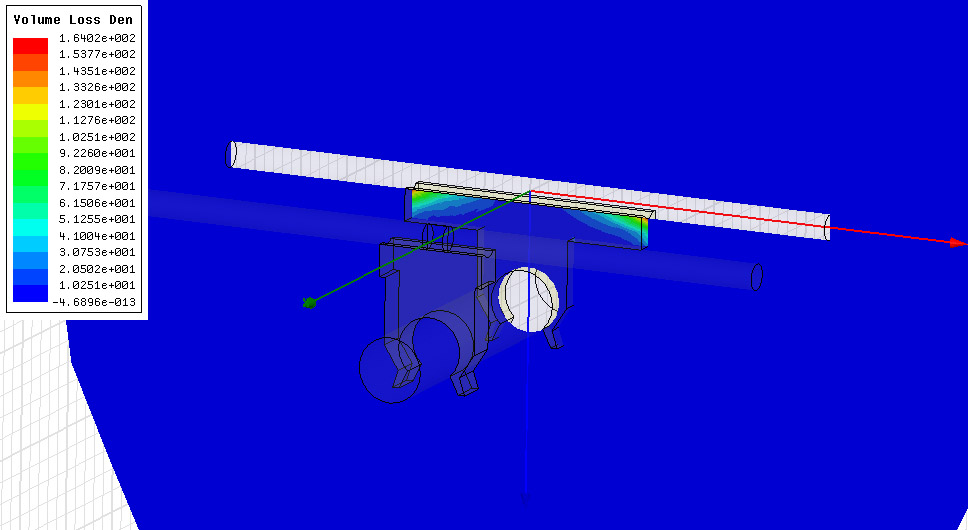 Volume Loss Den
1.6402e+002
1.5377e+002
1.4351e+002
1.3326e+002
1.2301e+002
1.1276e+002
1.0251e+002
9.2260e+001
8.2009e+001
7.1757e+001
6.1506e+001
5.1255e+001
4.1004e+001
3.0753e+001
2.0502e+001
1.0251e+001
-4.6896e-013